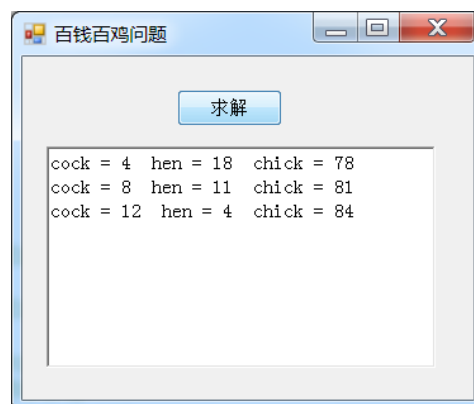 百钱百鸡问题
求解
cock = 4  hen = 18  chick = 78
cock = 8  hen = 11  chick = 81
cock = 12  hen = 4  chick = 84